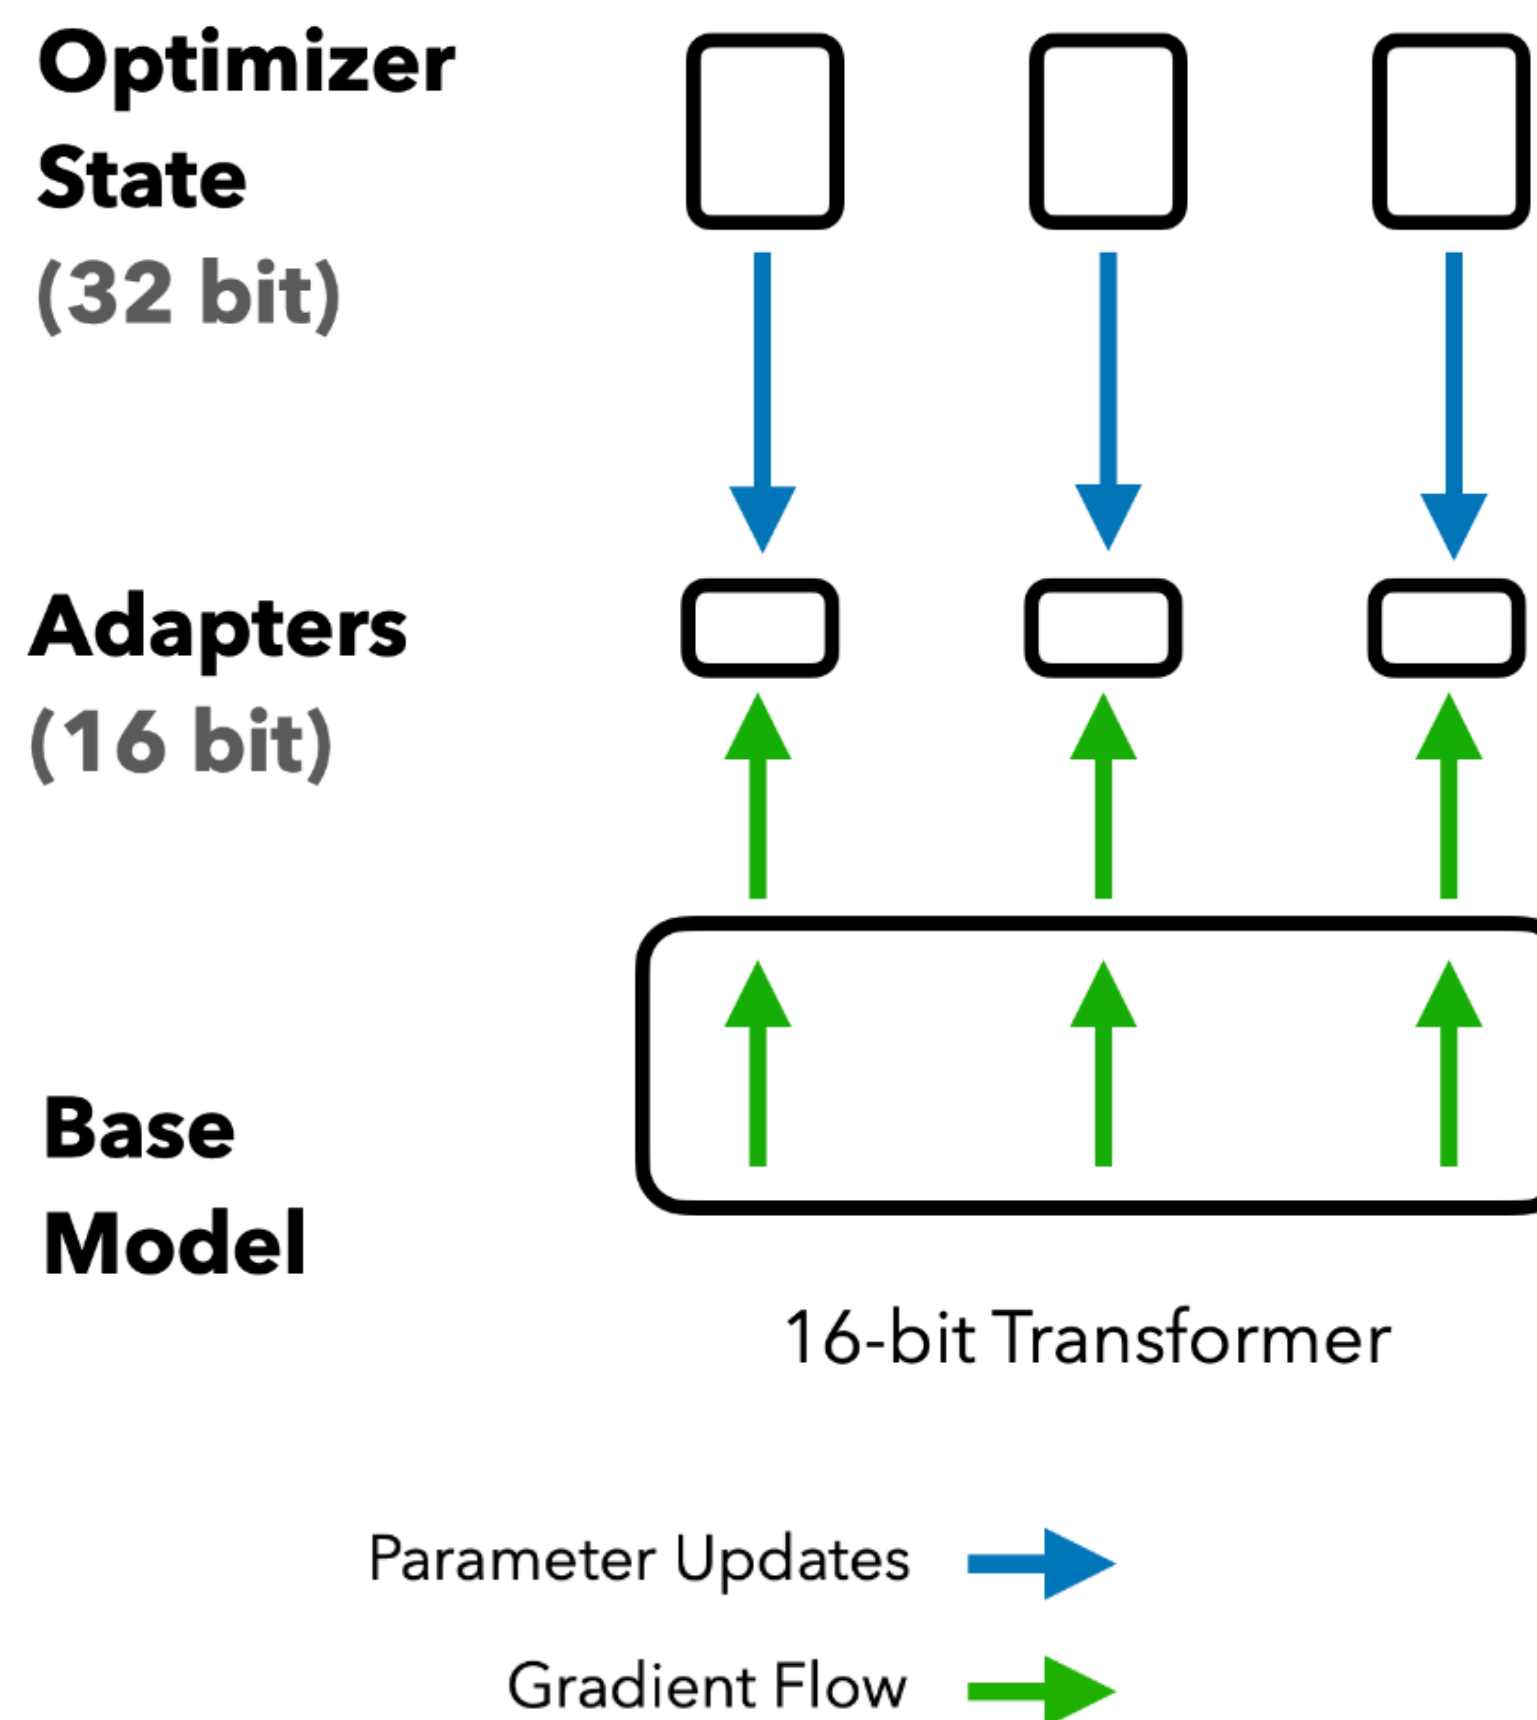 Optimizer
State
(32 bit)
Adapters
(16 bit)
Base
Model
16-bit Transformer
Parameter Updates
Gradient Flow